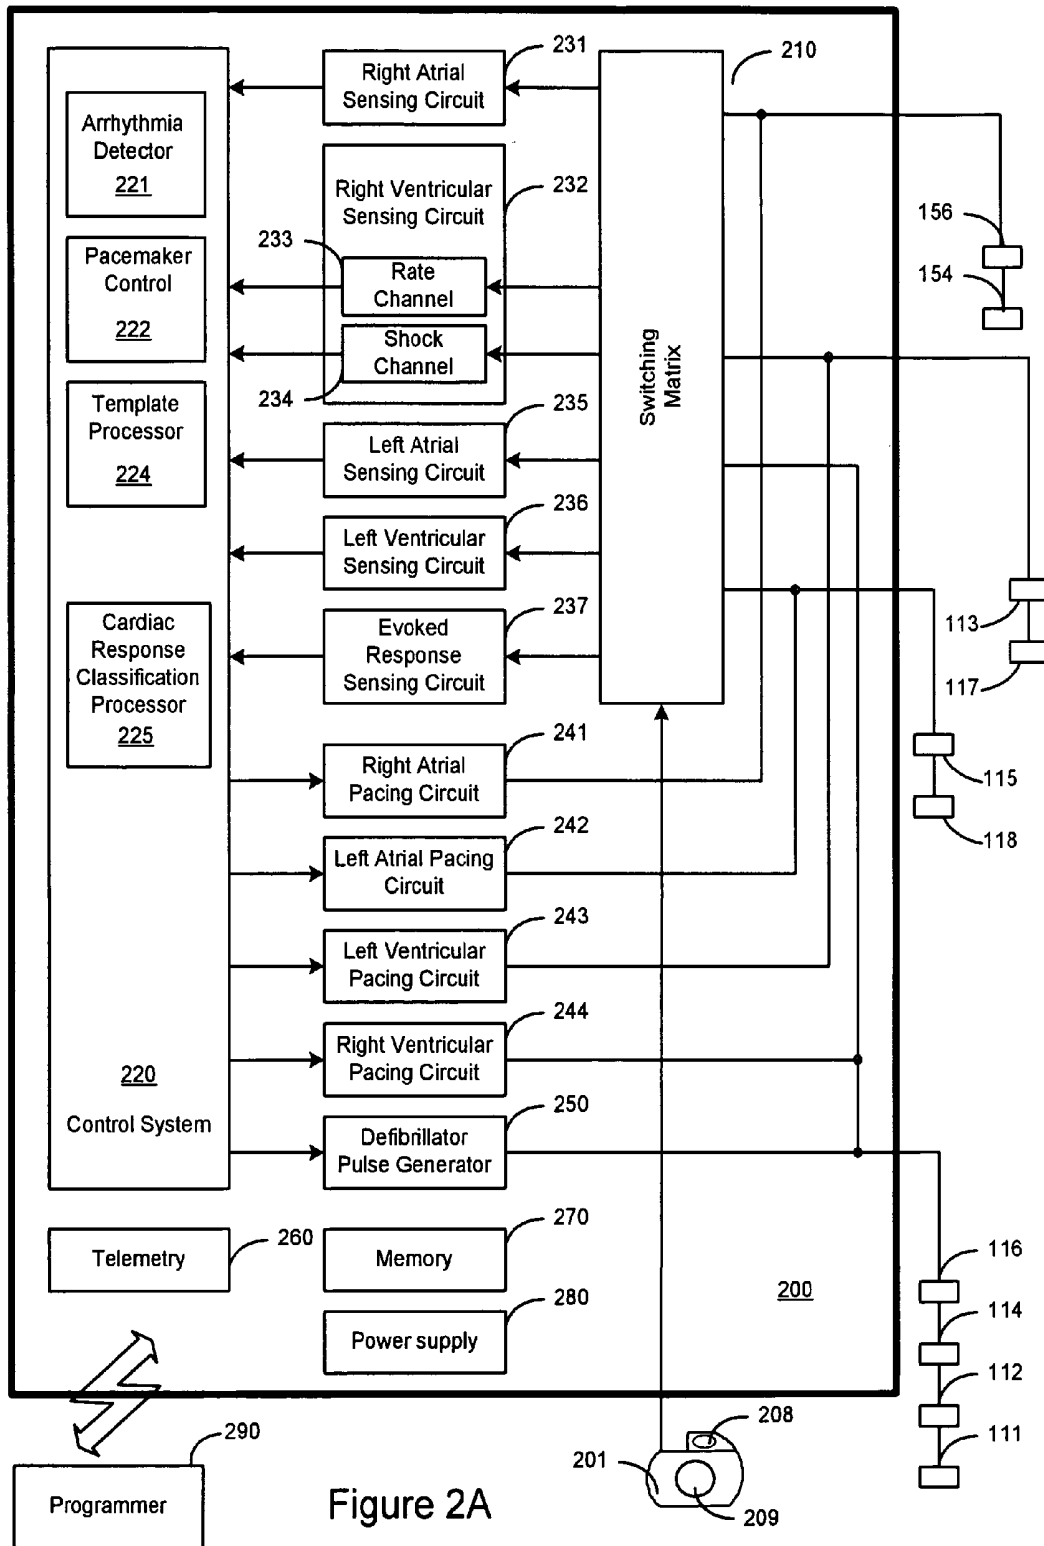 231
210
Right Atrial
Sensing Circuit
Arrhythmia
Detector
221
Right Ventricular
Sensing Circuit
232
156
233
Pacemaker
Control
222
Rate
Channel
154
Shock
Channel
234
Switching
Matrix
Template
Processor
224
235
Left Atrial
Sensing Circuit
236
Left Ventricular
Sensing Circuit
113
237
Cardiac
Response
Classification
Processor
225
Evoked
Response
Sensing Circuit
117
241
Right Atrial
Pacing Circuit
115
242
118
Left Atrial Pacing
Circuit
243
Left Ventricular
Pacing Circuit
244
Right Ventricular
Pacing Circuit
220
Control System
250
Defibrillator
Pulse Generator
270
260
116
Telemetry
Memory
200
280
114
Power supply
112
208
290
111
201
Programmer
Figure 2A
209